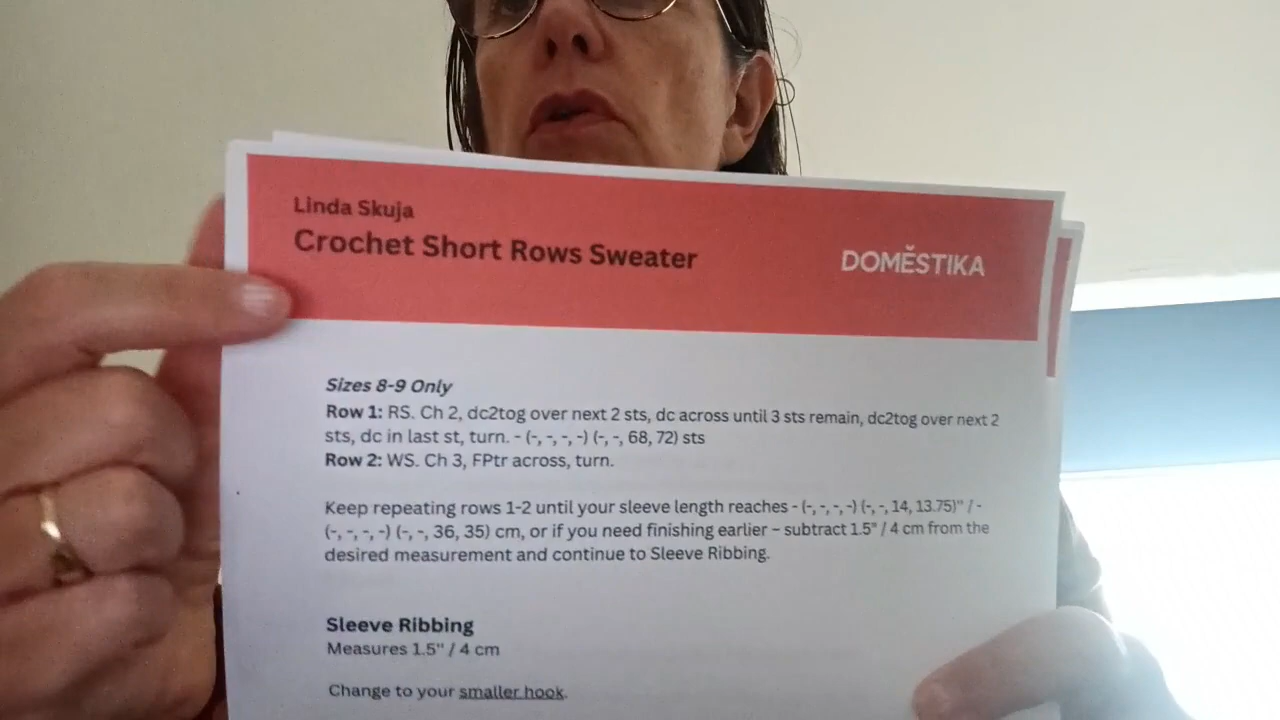 Linda Skuja
Crochet Short Rows Sweater
DOMĚSTIKA
Sizes 8-9 Only
Row 1: RS. Ch 2, dc2tog over next 2 sts, dc across until 3 sts remain, dc2tog over next 2
sts, dc in last st, turn. - (-, -, -, -) (-, -, 68, 72) sts
Row 2: WS. Ch 3, FPtr across, turn.
Keep repeating rows 1-2 until your sleeve length reaches - (-, -, -, -) (-, -, 14, 13.75)" / -
(-, -, -, -) (-, -, 36, 35) cm, or if you need finishing earlier – subtract 1.5" / 4 cm from the
desired measurement and continue to Sleeve Ribbing.
Sleeve Ribbing
Measures 1.5" / 4 cm
Change to your smaller hook.